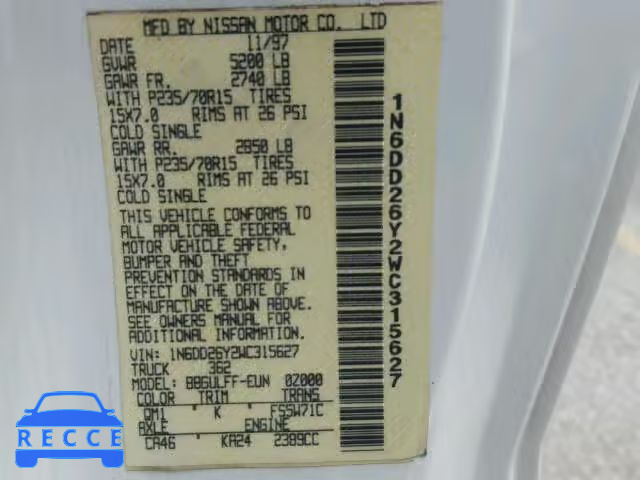 MFD BY NISSAN MOTOR CO. LTD
DATE 11/97
GVWR 5200 LB
GAWR FR. 2740 LB
WITH P235/70R15 TIRES
15X7.0 RIMS AT 26 PSI
COLD SINGLE
GAWR RR. 2850 LB
WITH P235/70R15 TIRES
15X7.0 RIMS AT 26 PSI
COLD SINGLE
THIS VEHICLE CONFORMS TO
ALL APPLICABLE FEDERAL
MOTOR VEHICLE SAFETY,
BUMPER AND THEFT
PREVENTION STANDARDS IN
EFFECT ON THE DATE OF
MANUFACTURE SHOWN ABOVE.
SEE OWNERS MANUAL FOR
ADDITIONAL INFORMATION.
VIN: 1N6DD26Y2WC315627
TRUCK 362
MODEL: BBGULFF-EUN 0Z000
COLOR TRIM TRANS
QM1 K FS5W71C
AXLE ENGINE
CA46 KA24 2389CC
1N6DD26Y2WC315627
RECCE